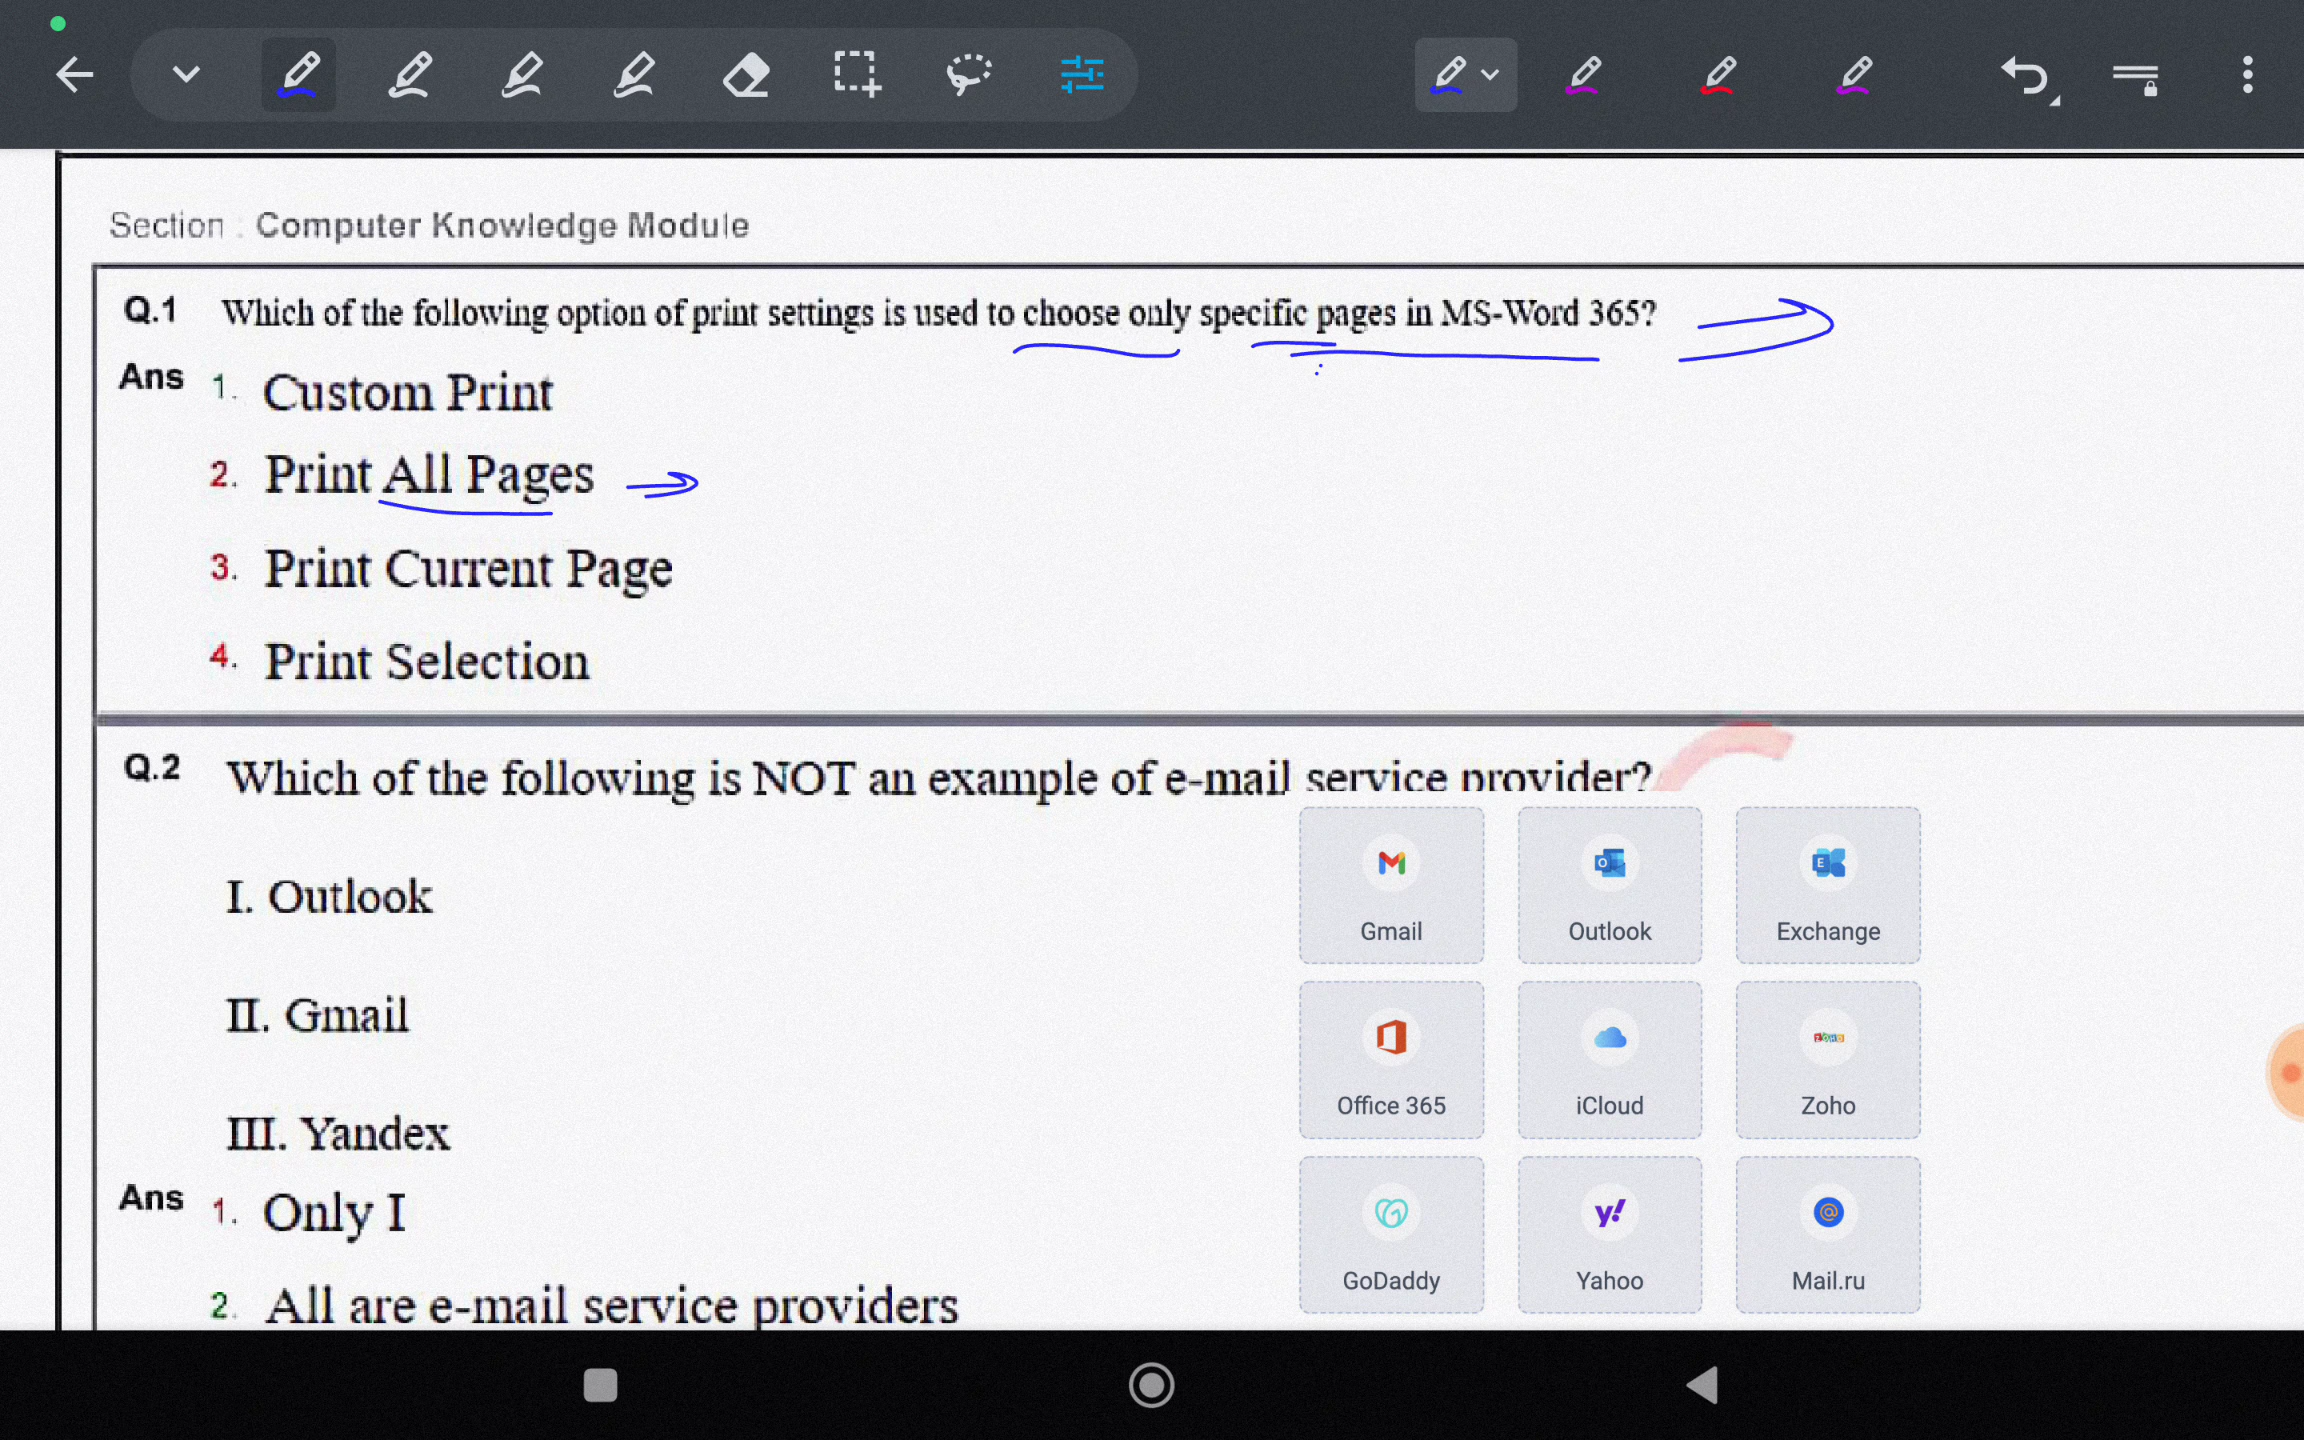 Section : Computer Knowledge Module
Q.1 Which of the following option of print settings is used to choose only specific pages in MS-Word 365?
Ans 1. Custom Print
2. Print All Pages
3. Print Current Page
4. Print Selection
Q.2 Which of the following is NOT an example of e-mail service provider?
I. Outlook
II. Gmail
III. Yandex
Ans 1. Only I
2. All are e-mail service providers
Gmail Outlook Exchange
Office 365 iCloud ZOHO Zoho
GoDaddy y! Yahoo Mail.ru